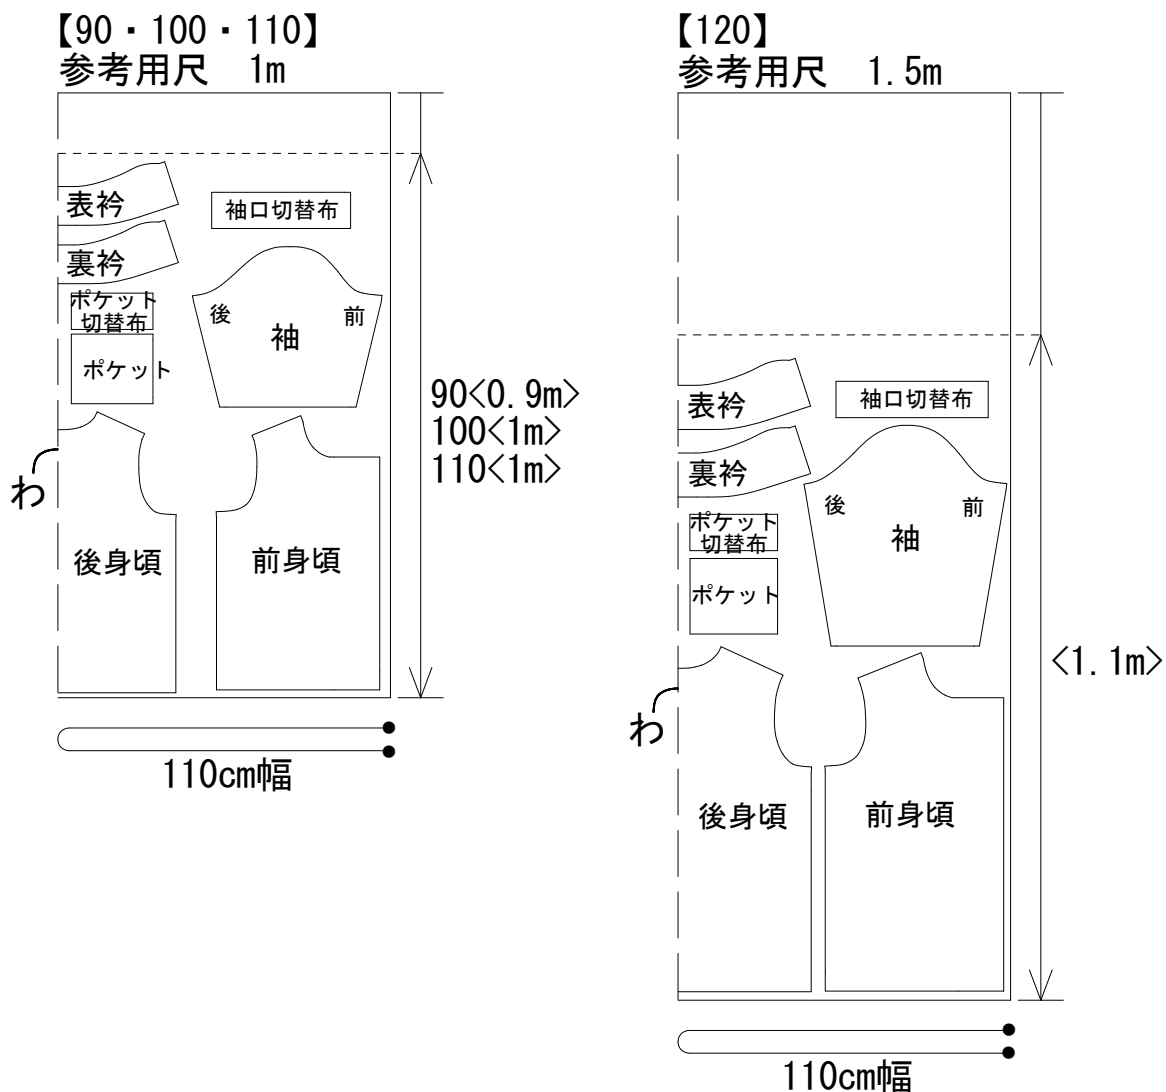 【90・100・110】
参考用尺　1m
表衿
裏衿
袖口切替布
ポケット
切替布
ポケット
後
前
袖
90<0.9m>
100<1m>
110<1m>
わ
後身頃
前身頃
110cm幅
【120】
参考用尺　1.5m
表衿
裏衿
袖口切替布
ポケット
切替布
ポケット
後
前
袖
<1.1m>
わ
後身頃
前身頃
110cm幅